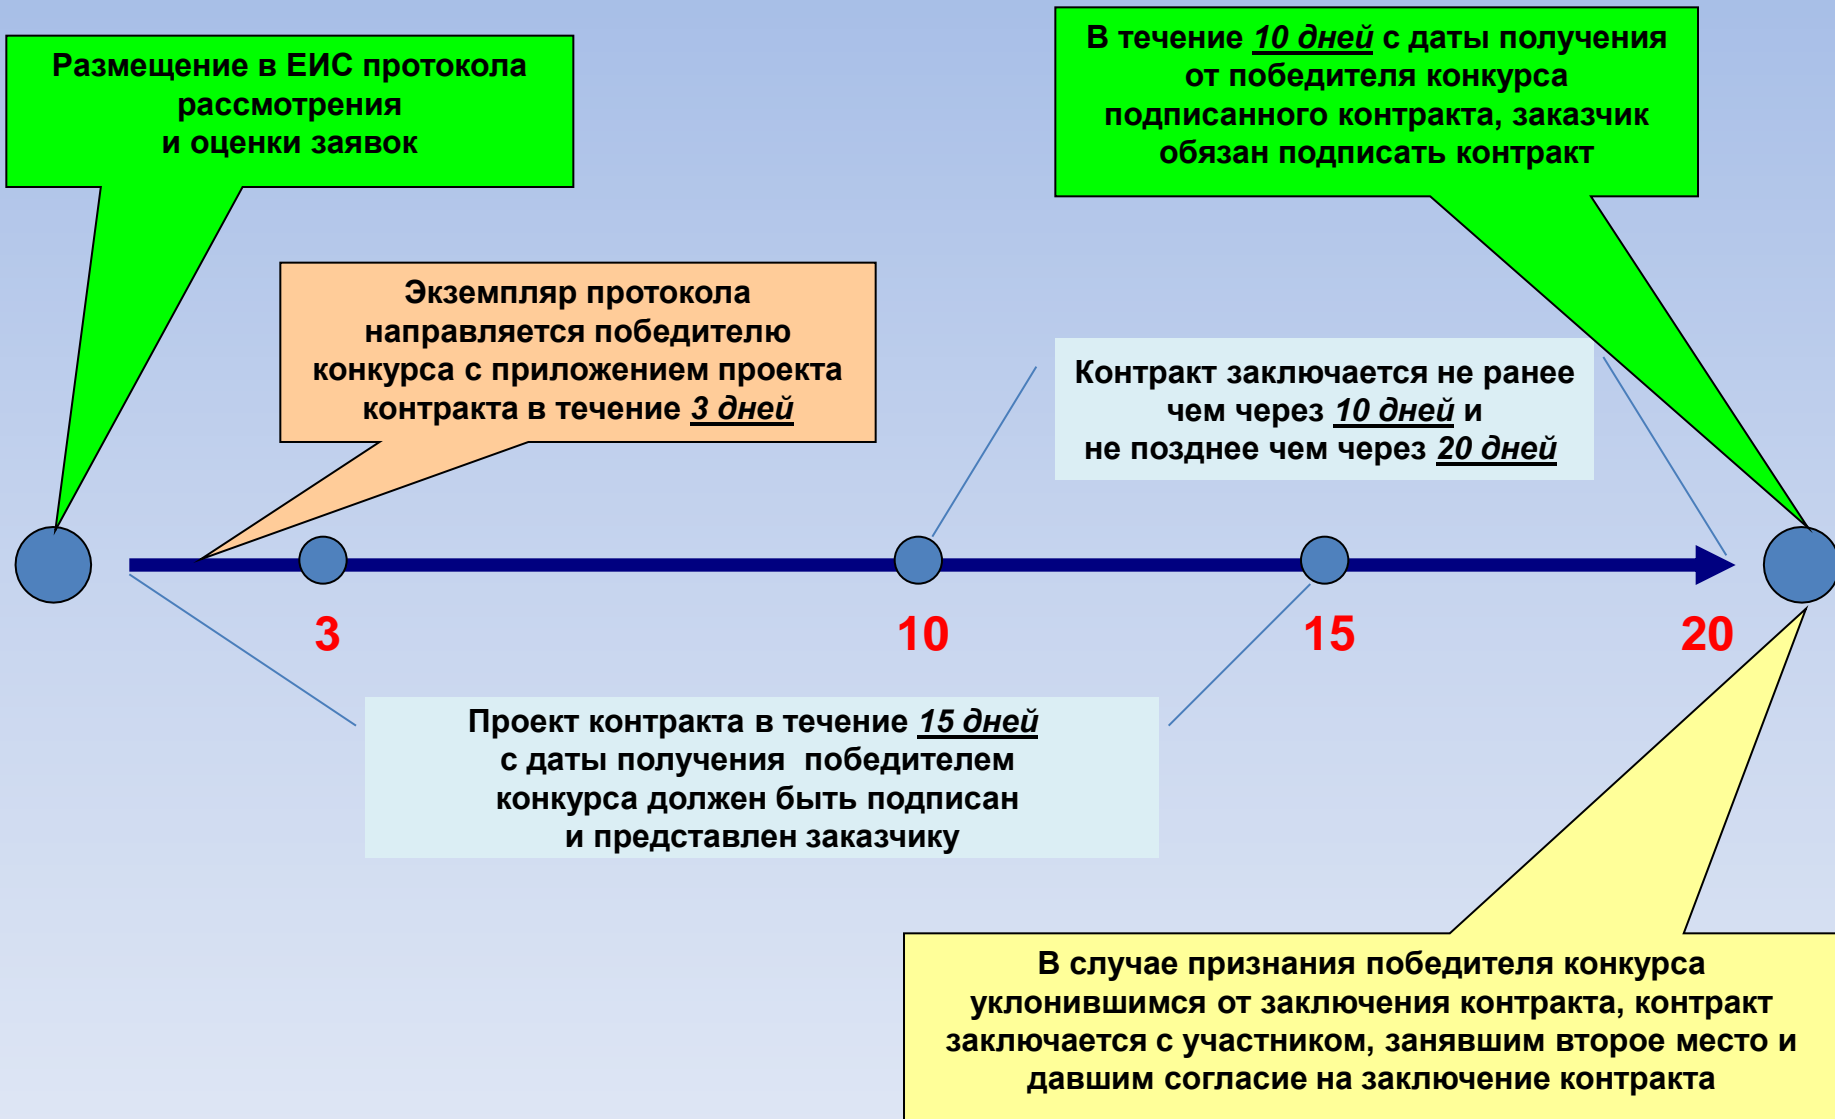 Размещение в ЕИС протокола
рассмотрения
и оценки заявок
В течение 10 дней с даты получения
от победителя конкурса
подписанного контракта, заказчик
обязан подписать контракт
Экземпляр протокола
направляется победителю
конкурса с приложением проекта
контракта в течение 3 дней
Контракт заключается не ранее
чем через 10 дней и
не позднее чем через 20 дней
3
10
15
20
Проект контракта в течение 15 дней
с даты получения победителем
конкурса должен быть подписан
и представлен заказчику
В случае признания победителя конкурса
уклонившимся от заключения контракта, контракт
заключается с участником, занявшим второе место и
давшим согласие на заключение контракта